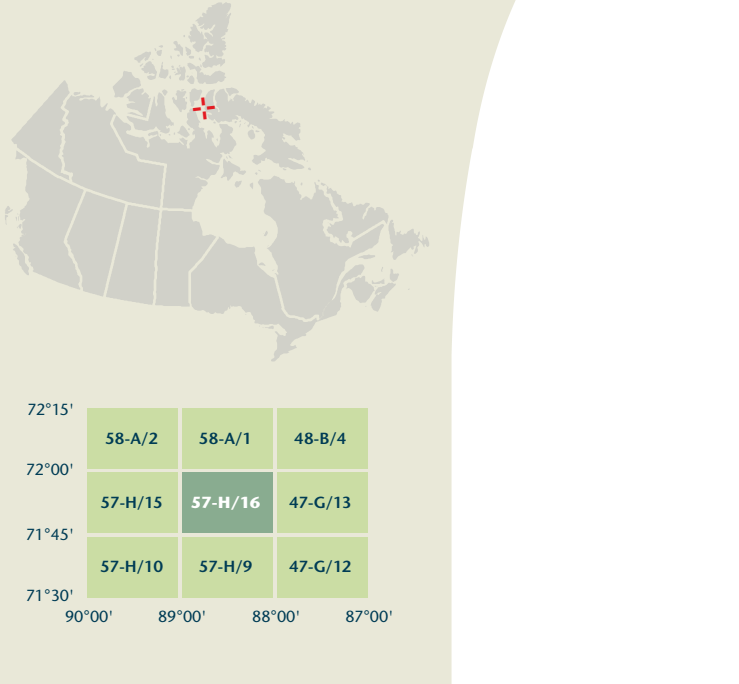 72°15'
58-A/2 58-A/1 48-B/4
72°00'
57-H/15 57-H/16 47-G/13
71°45'
57-H/10 57-H/9 47-G/12
71°30'
90°00' 89°00' 88°00' 87°00'